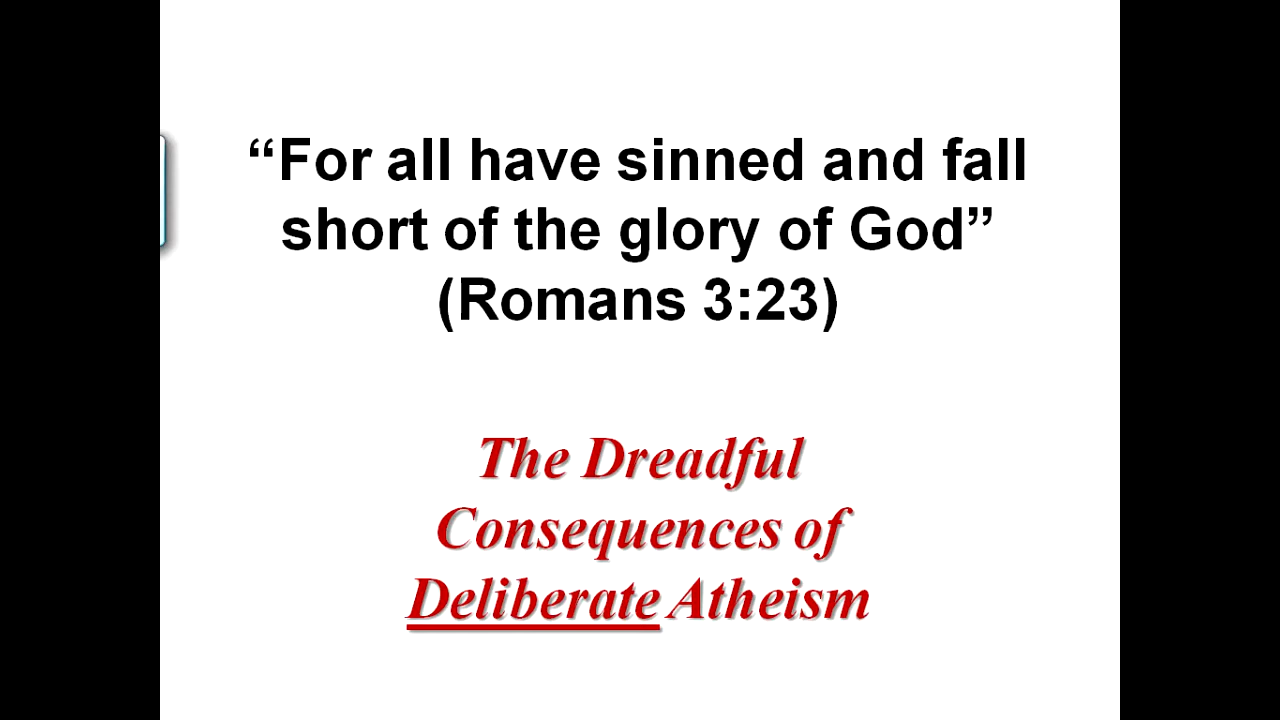 “For all have sinned and fall
short of the glory of God”
(Romans 3:23)
The Dreadful
Consequences of
Deliberate Atheism